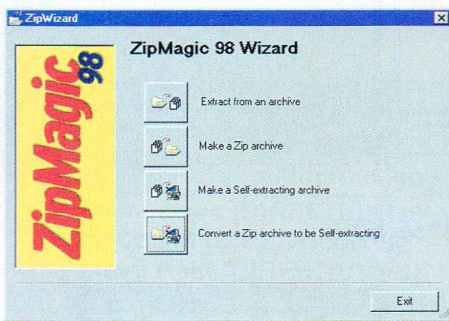 ZipWizard
ZipMagic 98
ZipMagic 98 Wizard
Extract from an archive
Make a Zip archive
Make a Self-extracting archive
Convert a Zip archive to be Self-extracting
Exit